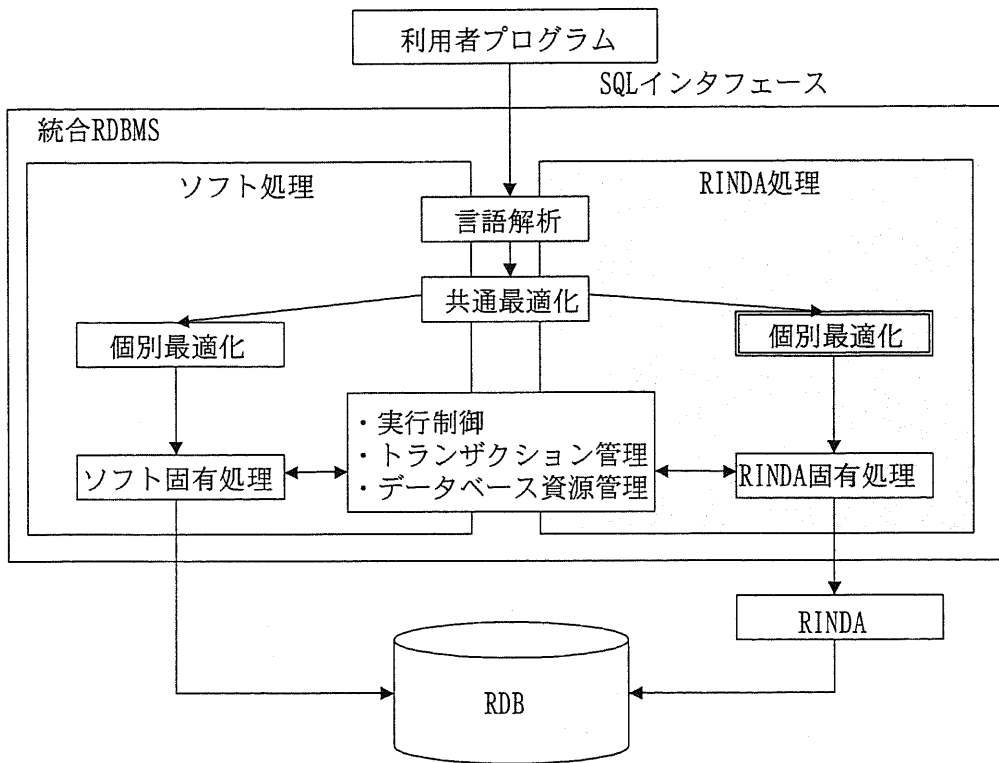 利用者プログラム
SQLインタフェース
統合RDBMS
ソフト処理
RINDA処理
言語解析
共通最適化
個別最適化
個別最適化
・実行制御
・トランザクション管理
・データベース資源管理
ソフト固有処理
RINDA固有処理
RINDA
RDB